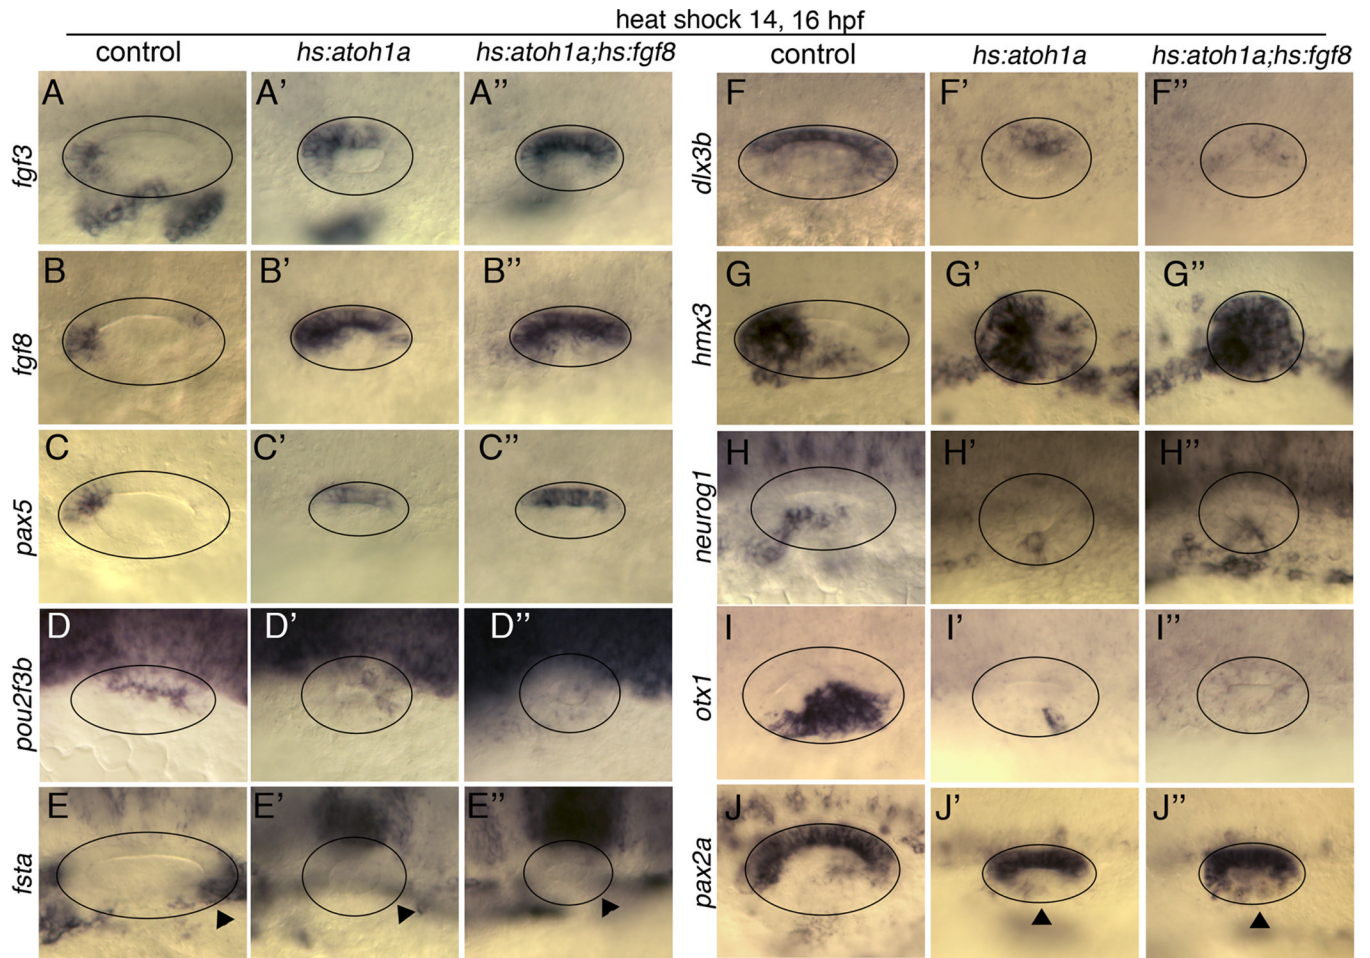 heat shock 14, 16 hpf
control hs:atoh1a hs:atoh1a;hs:fgf8 control hs:atoh1a hs:atoh1a;hs:fgf8
fgf3 A A' A" dlx3b F F' F"
fgf8 B B' B" hmx3 G G' G"
pax5 C C' C" neurog1 H H' H"
pou2f3b D D' D" otx1 I I' I"
fsta E E' E" pax2a J J' J"